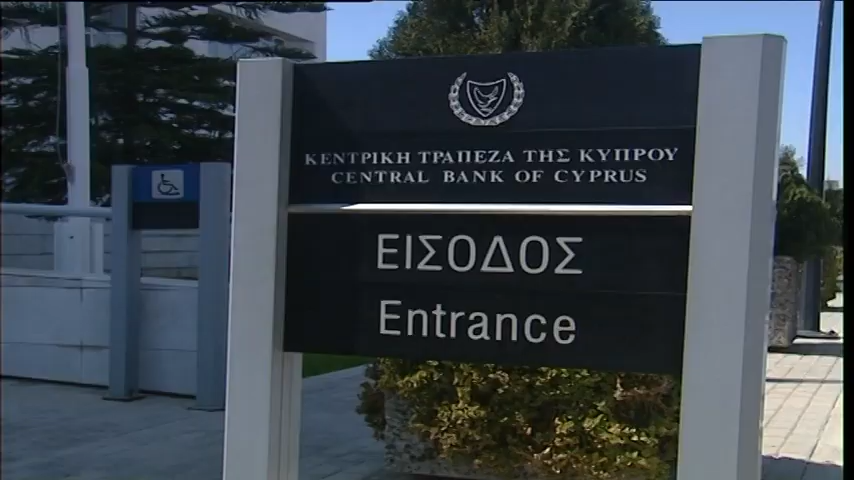 ΚΕΝΤΡΙΚΗ ΤΡΑΠΕΖΑ ΤΗΣ ΚΥΠΡΟΥ
CENTRAL BANK OF CYPRUS
ΕΙΣΟΔΟΣ
Entrance